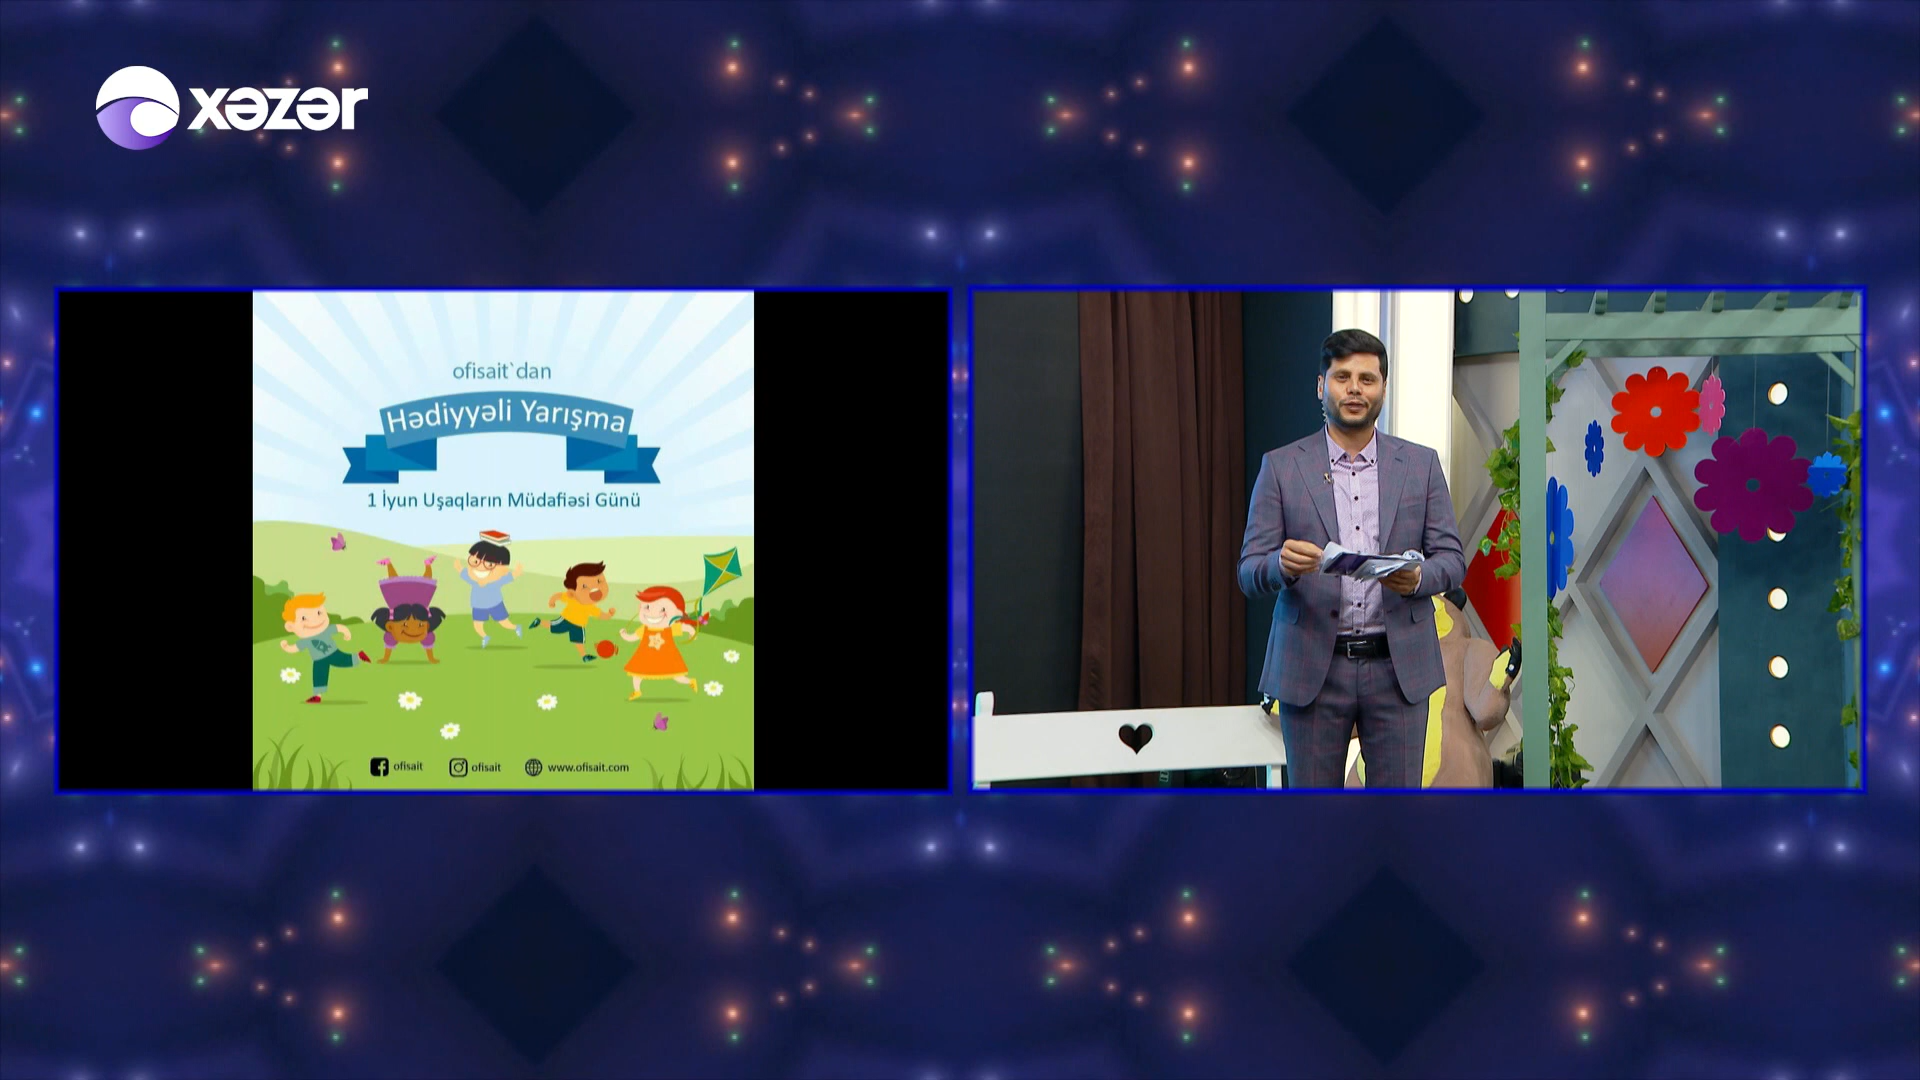 xəzər
ofisait`dan
Hədiyyəli Yarışma
1 İyun Uşaqların Müdafiəsi Günü
ofisait
ofisait
www.ofisait.com